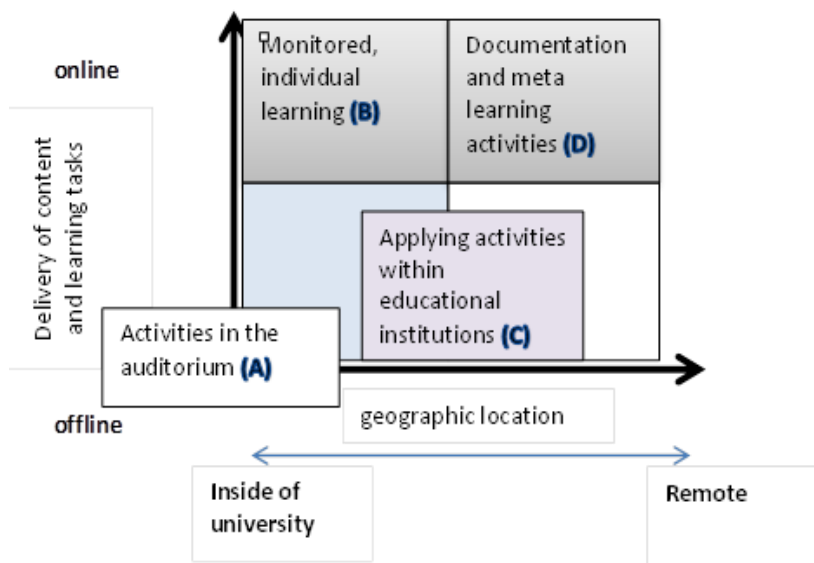 online
Monitored,
individual
learning (B)
Documentation
and meta
learning
activities (D)
Delivery of content
and learning tasks
Applying activities
within
educational
institutions (C)
Activities in the
auditorium (A)
offline
geographic location
Inside of
university
Remote